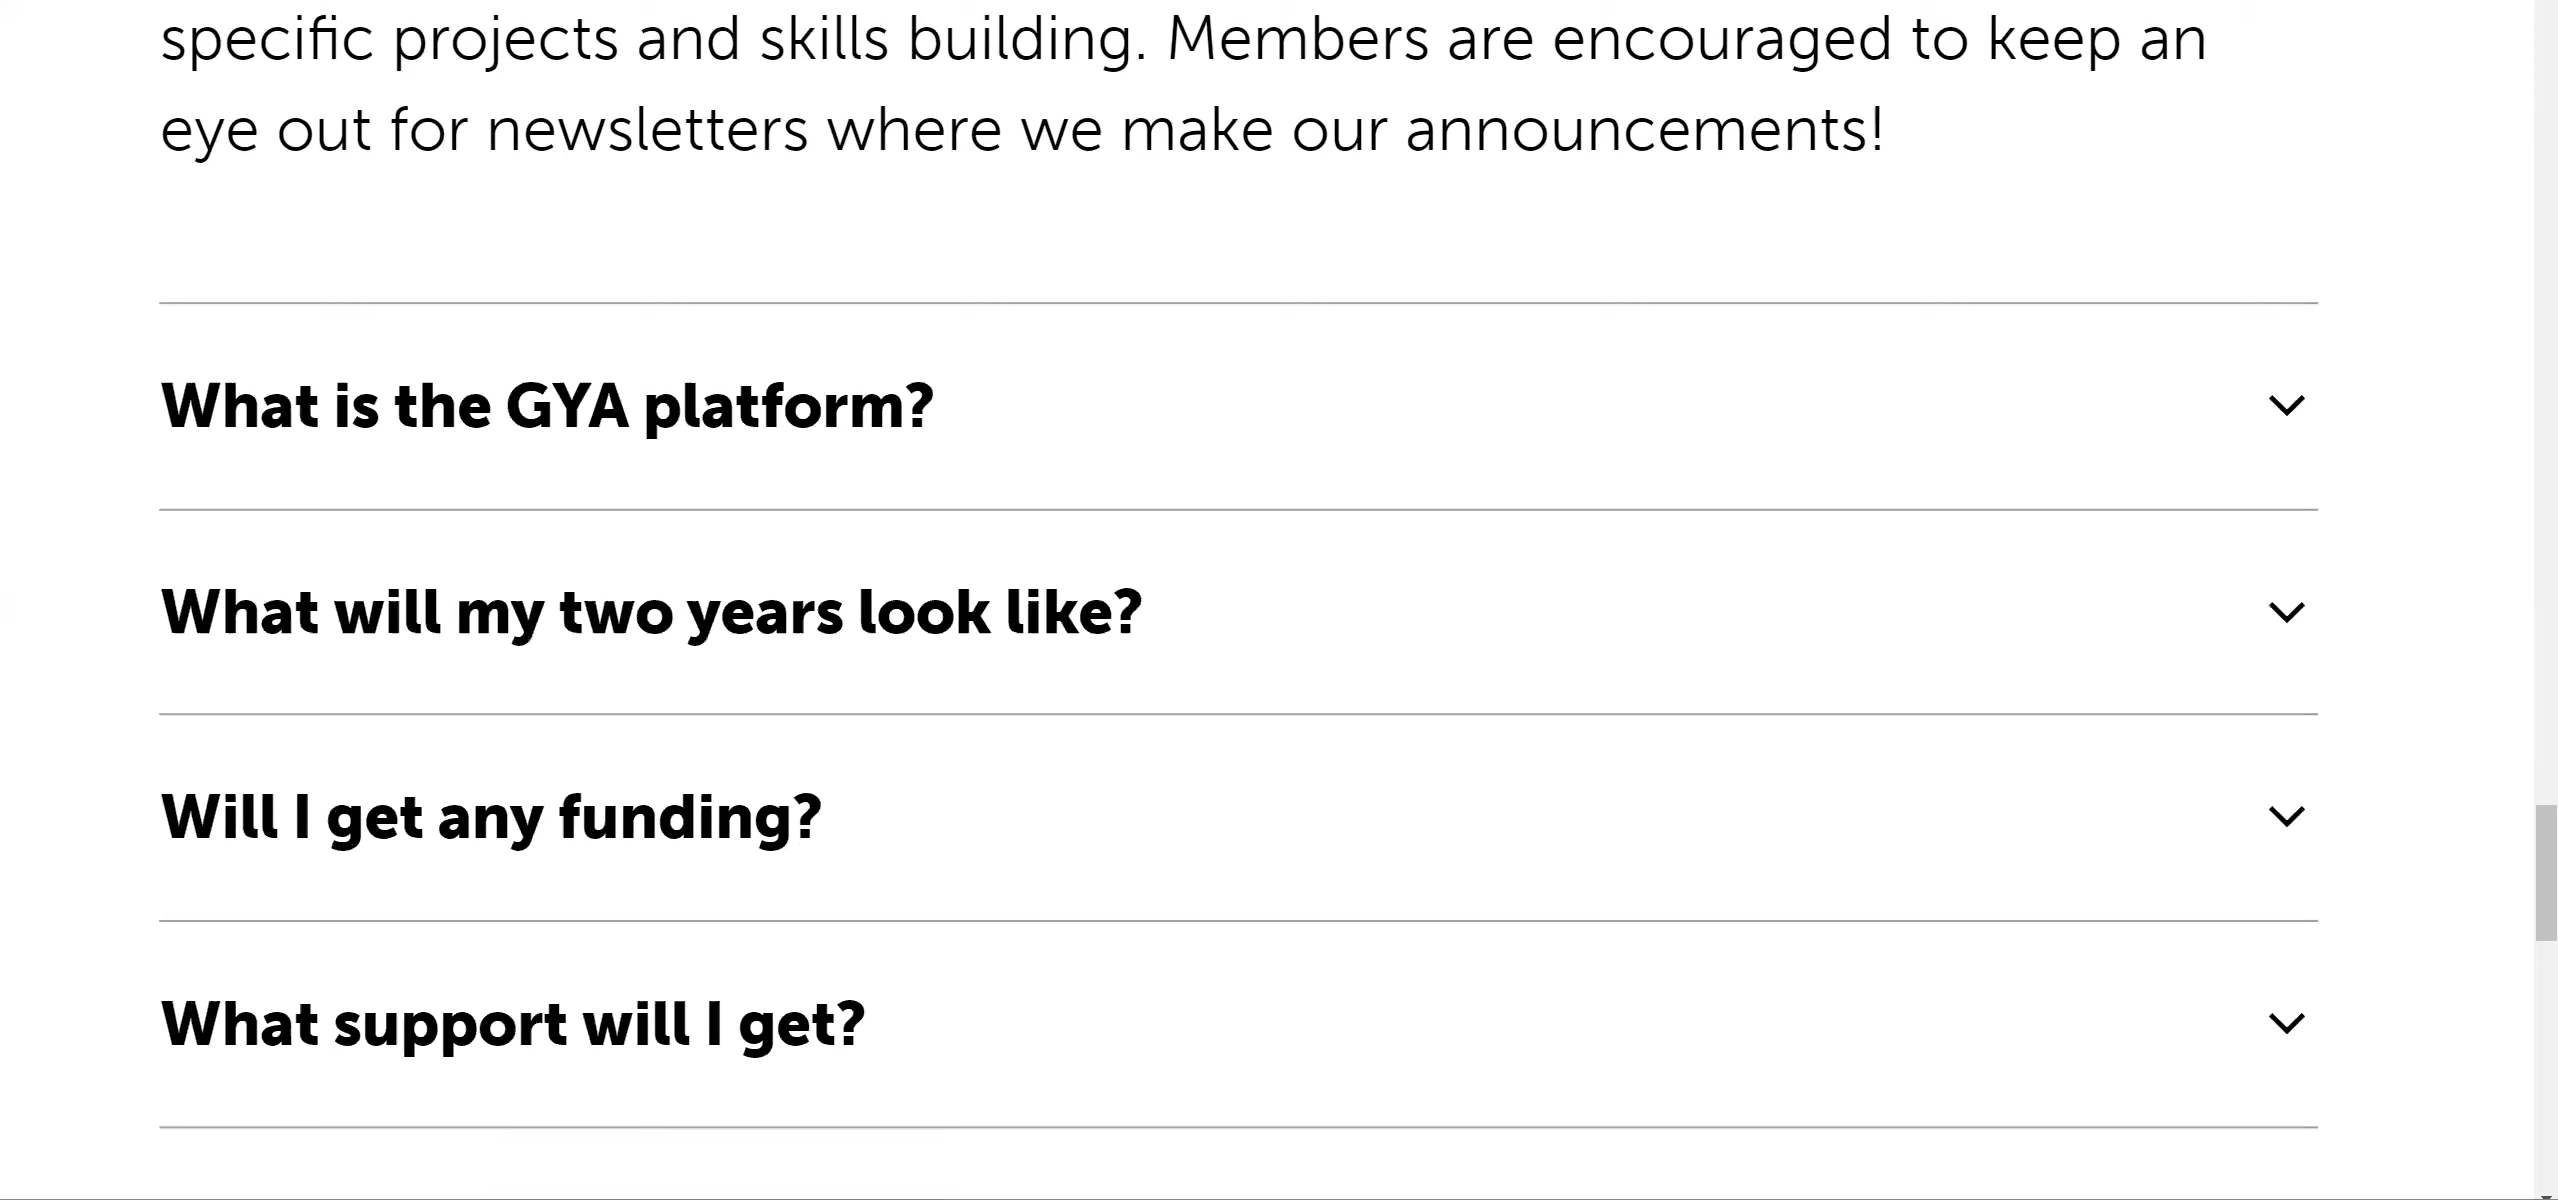 specific projects and skills building. Members are encouraged to keep an
eye out for newsletters where we make our announcements!
What is the GYA platform?
What will my two years look like?
Will I get any funding?
What support will I get?